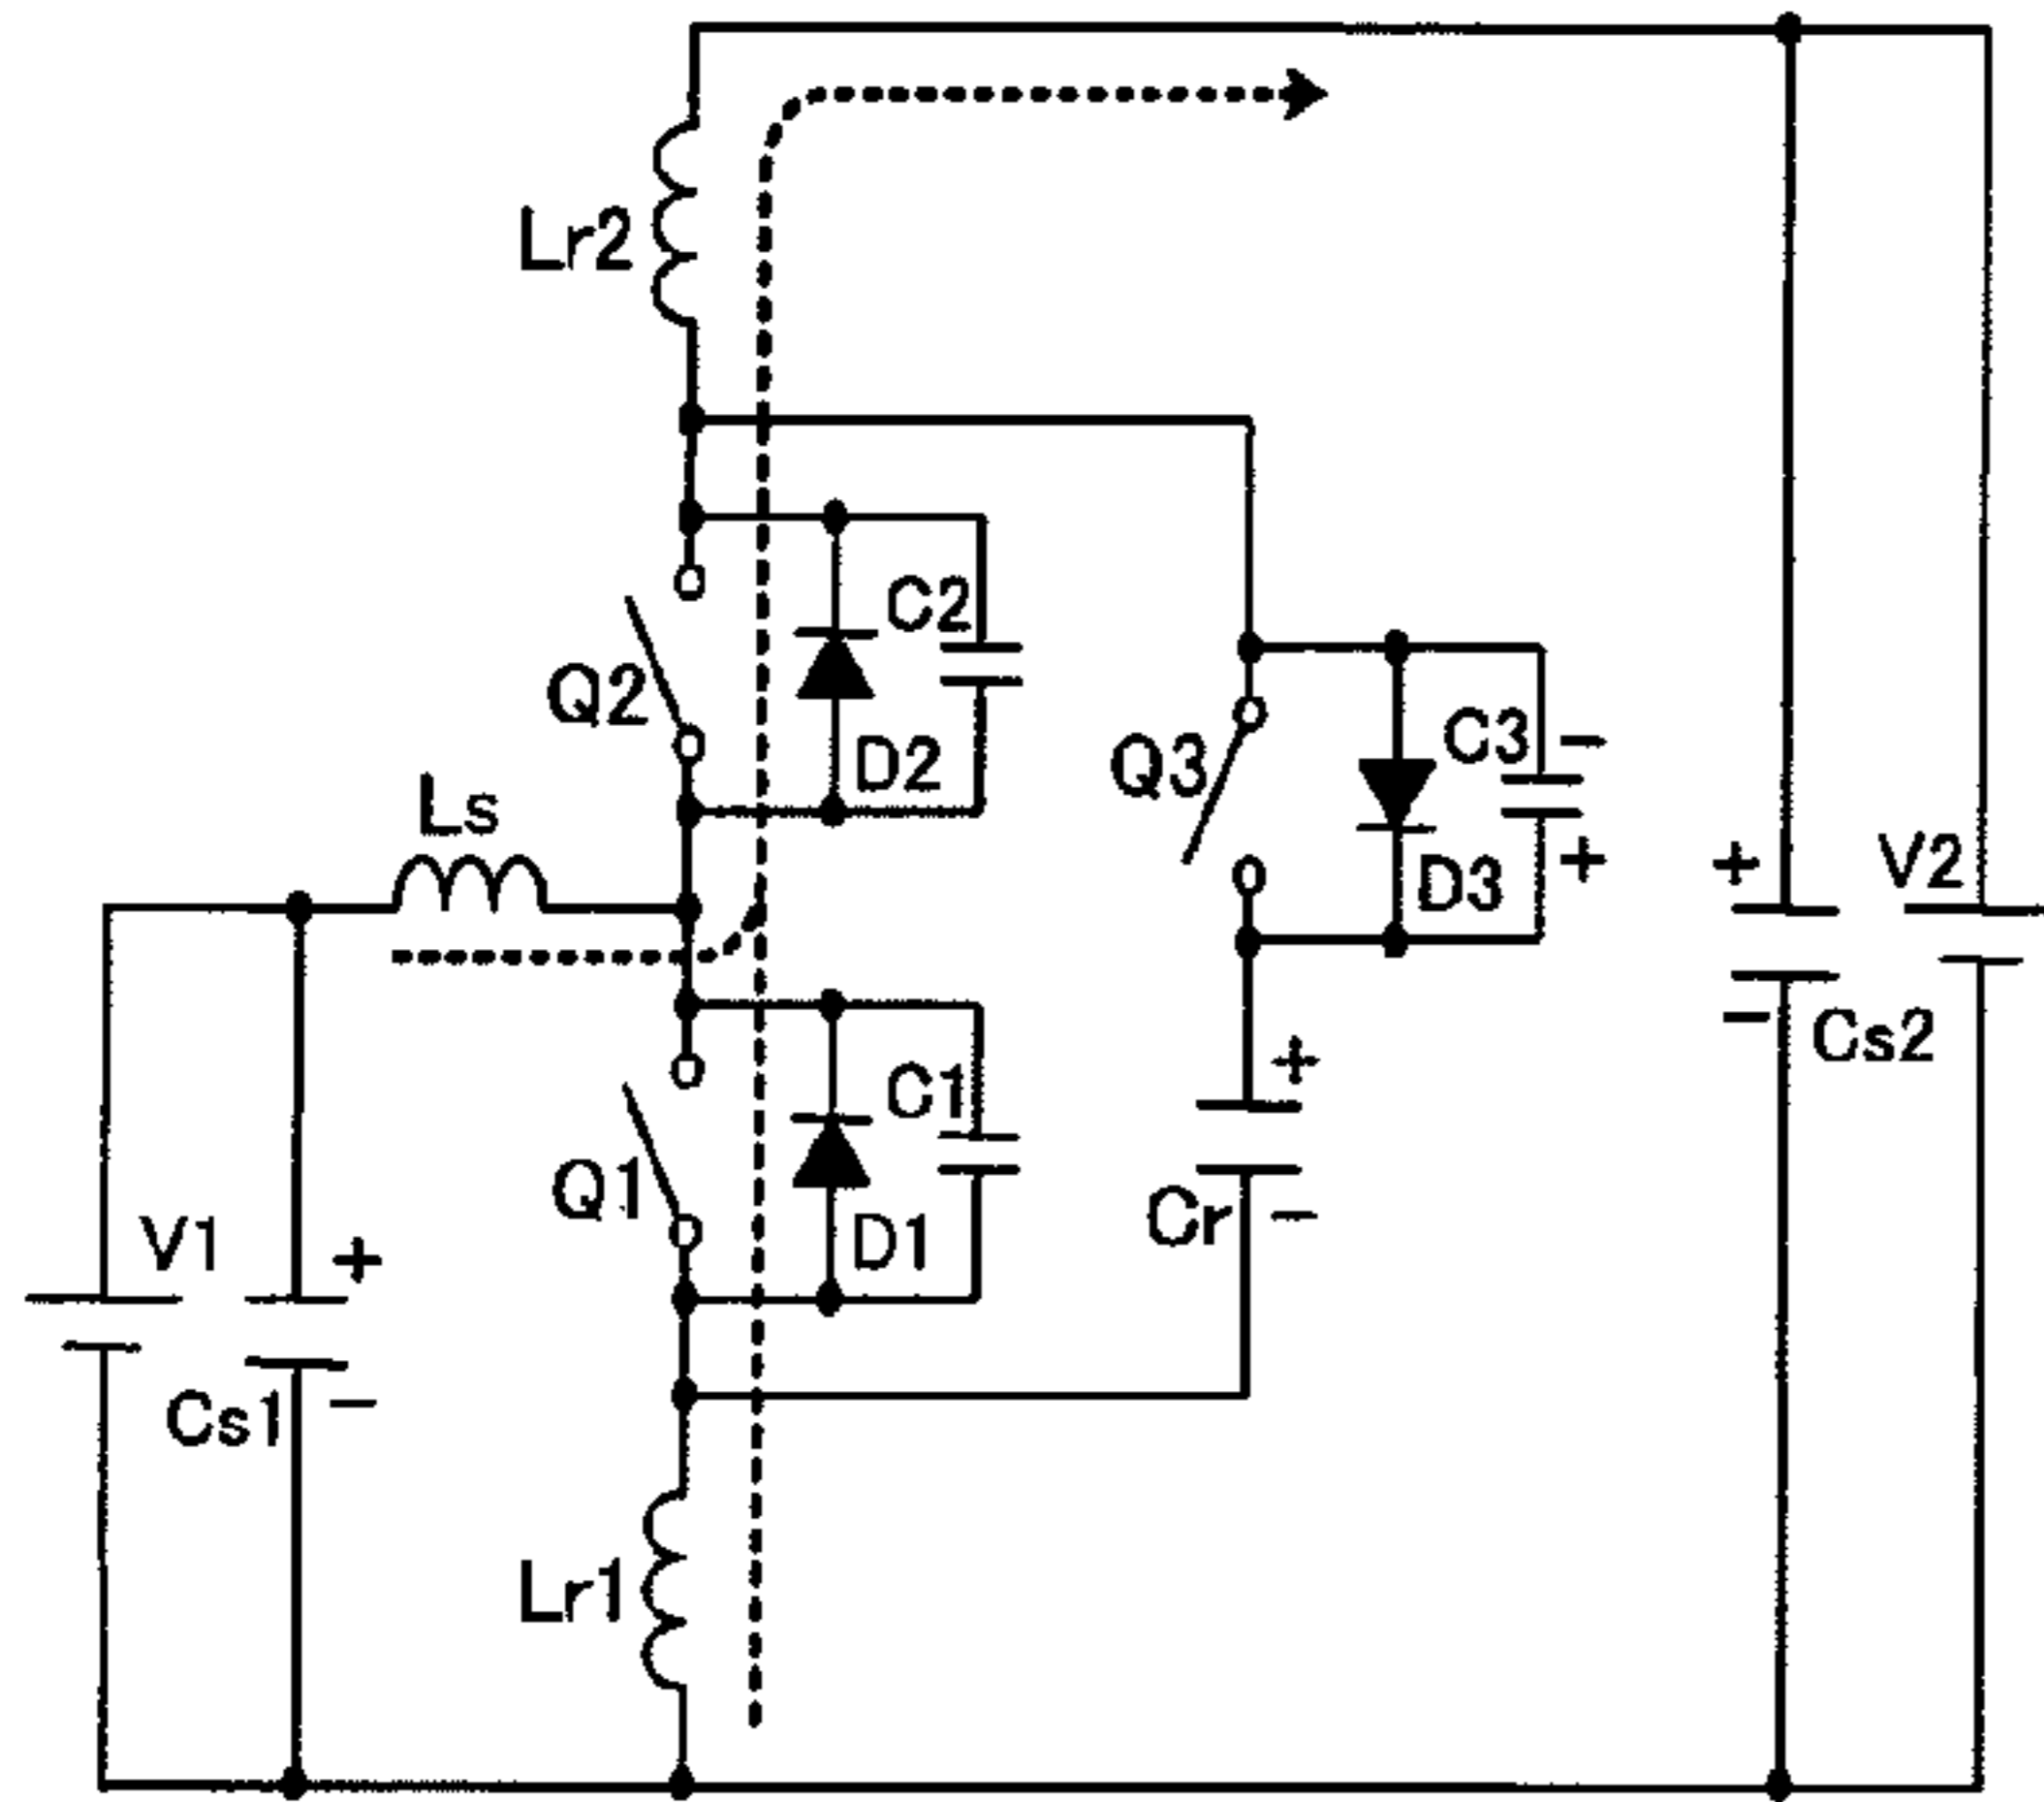 Lr2
C2
Q2
D2
C3 −
Q3
Ls
+
D3
+
V2
−
Cs2
+
C1
Q1
D1
Cr −
V1
+
Cs1
−
Lr1